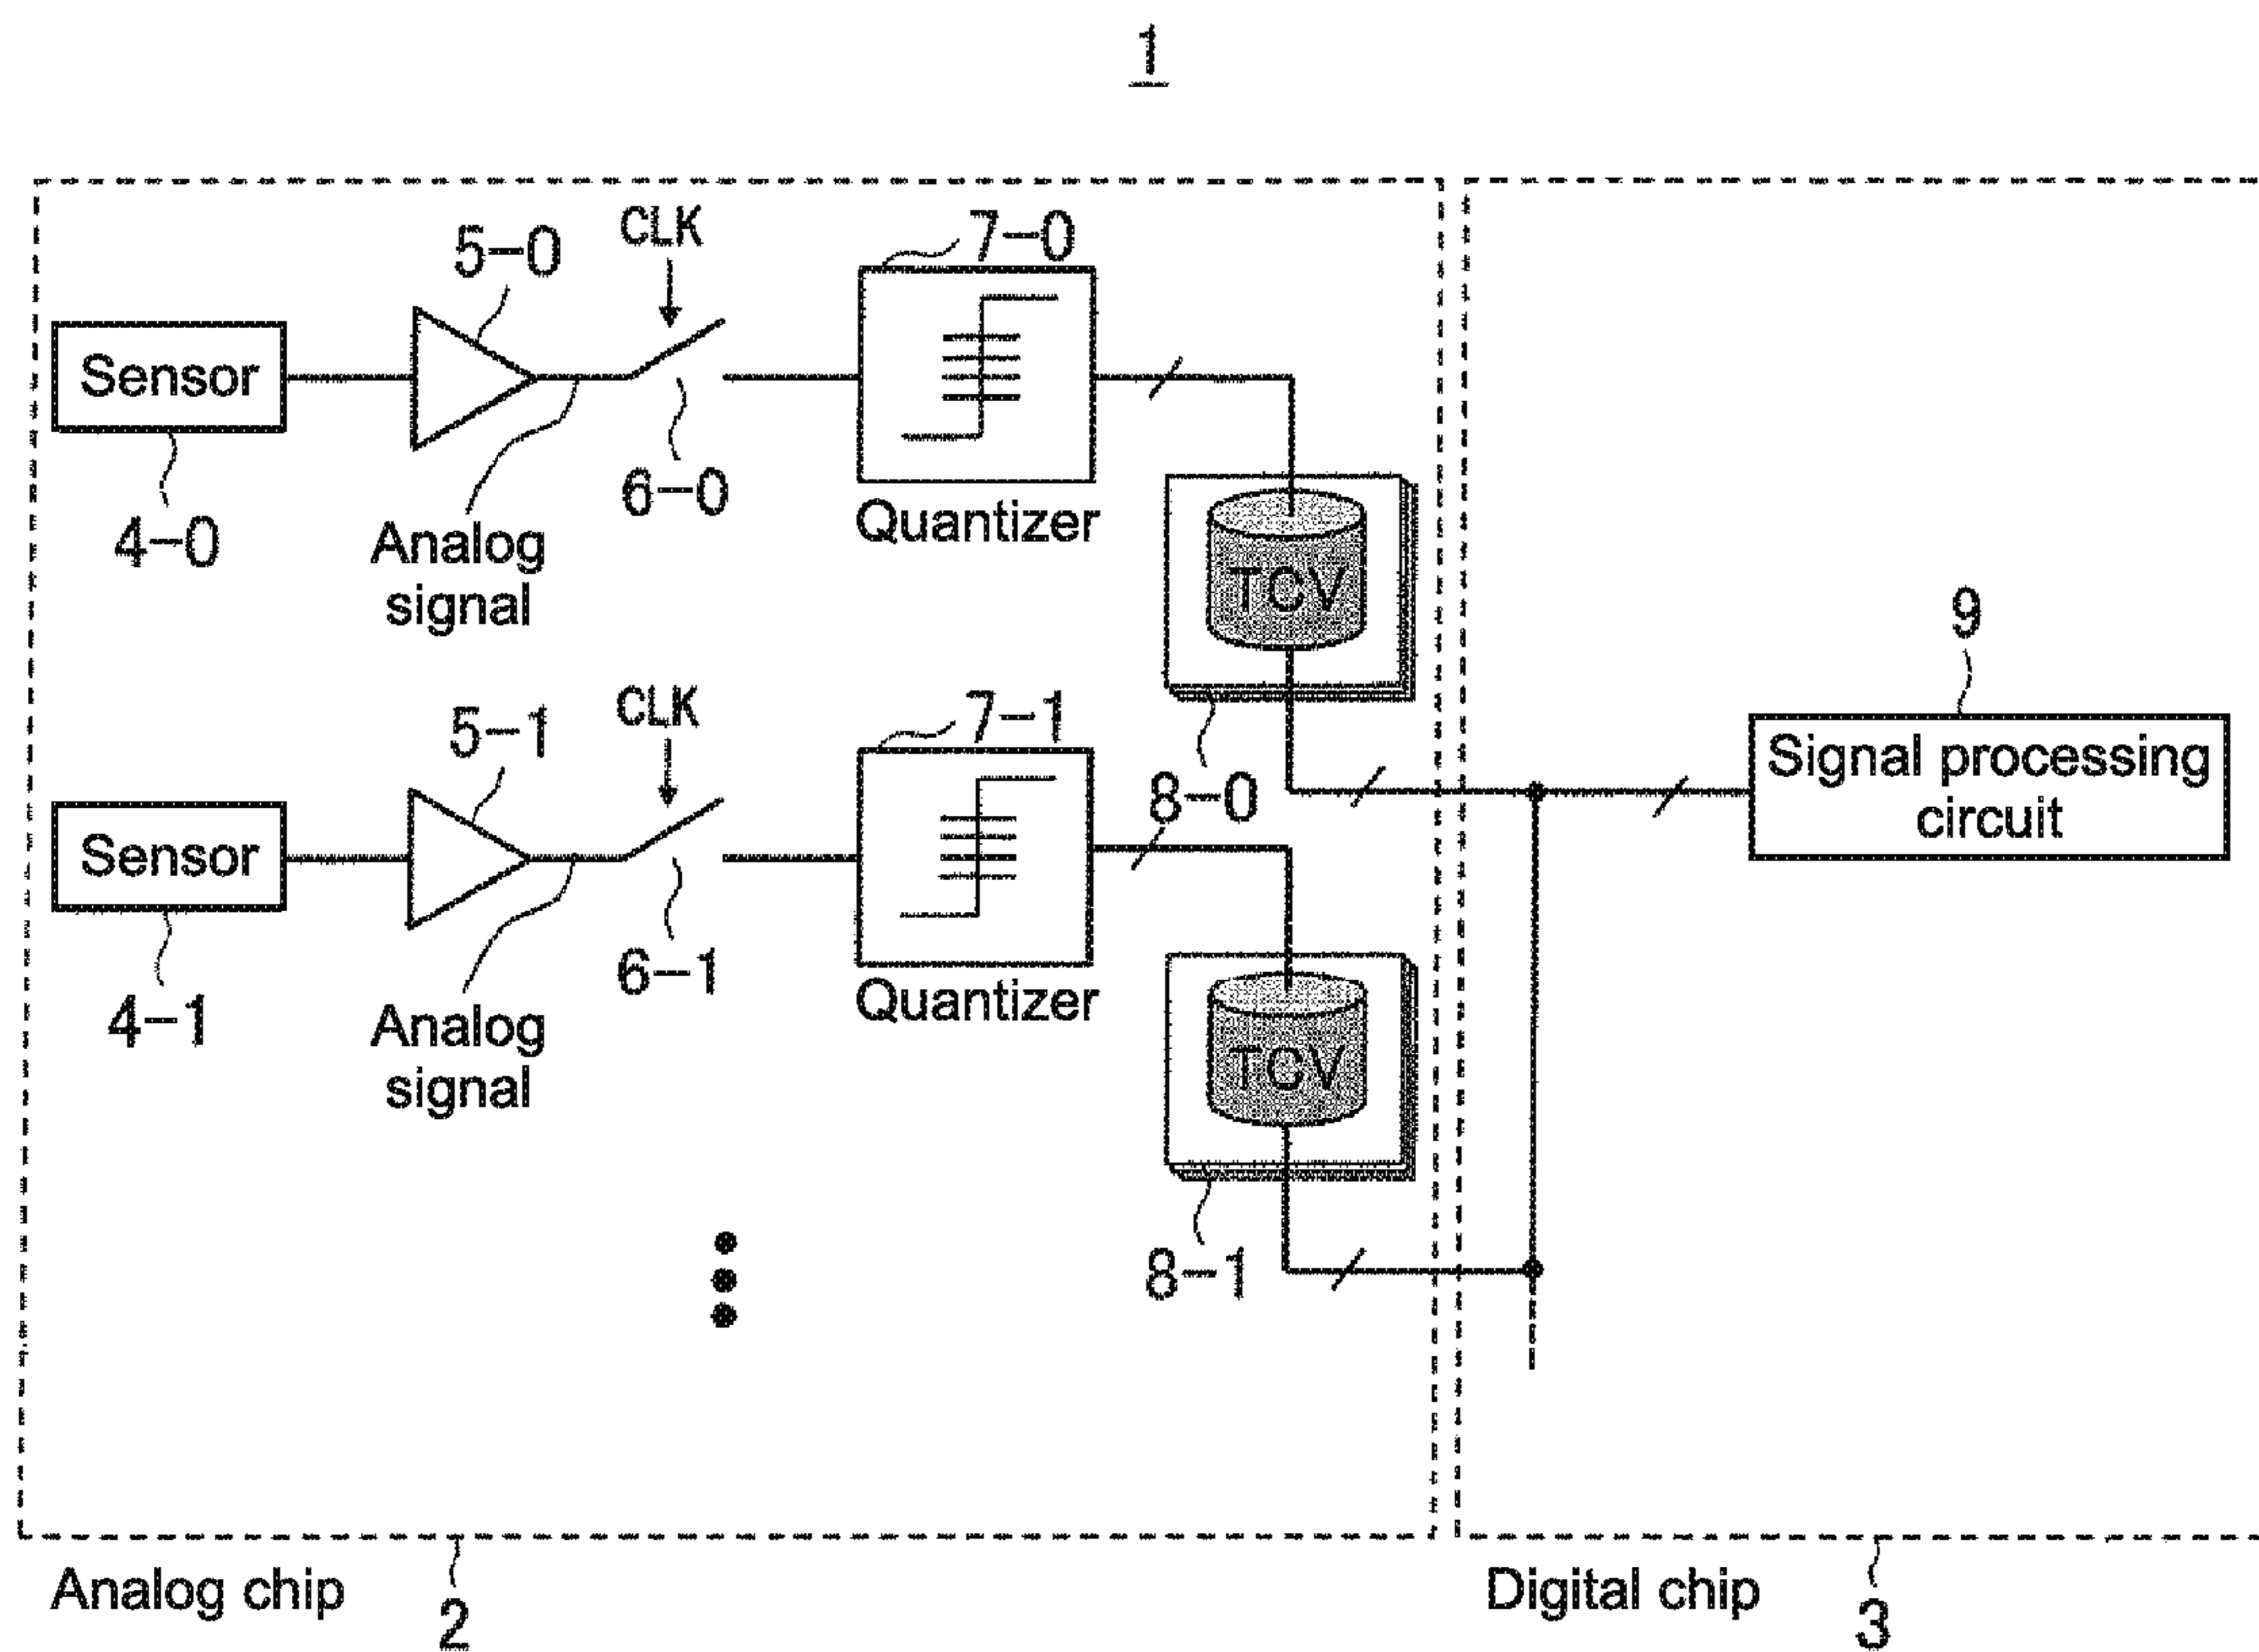 1
CLK
5-0
7-0
Sensor
6-0
4-0
Analog
signal
Quantizer
TCV
9
CLK
5-1
7-1
8-0
Signal processing
circuit
Sensor
6-1
4-1
Analog
signal
Quantizer
TCV
8-1
Analog chip
2
Digital chip
3